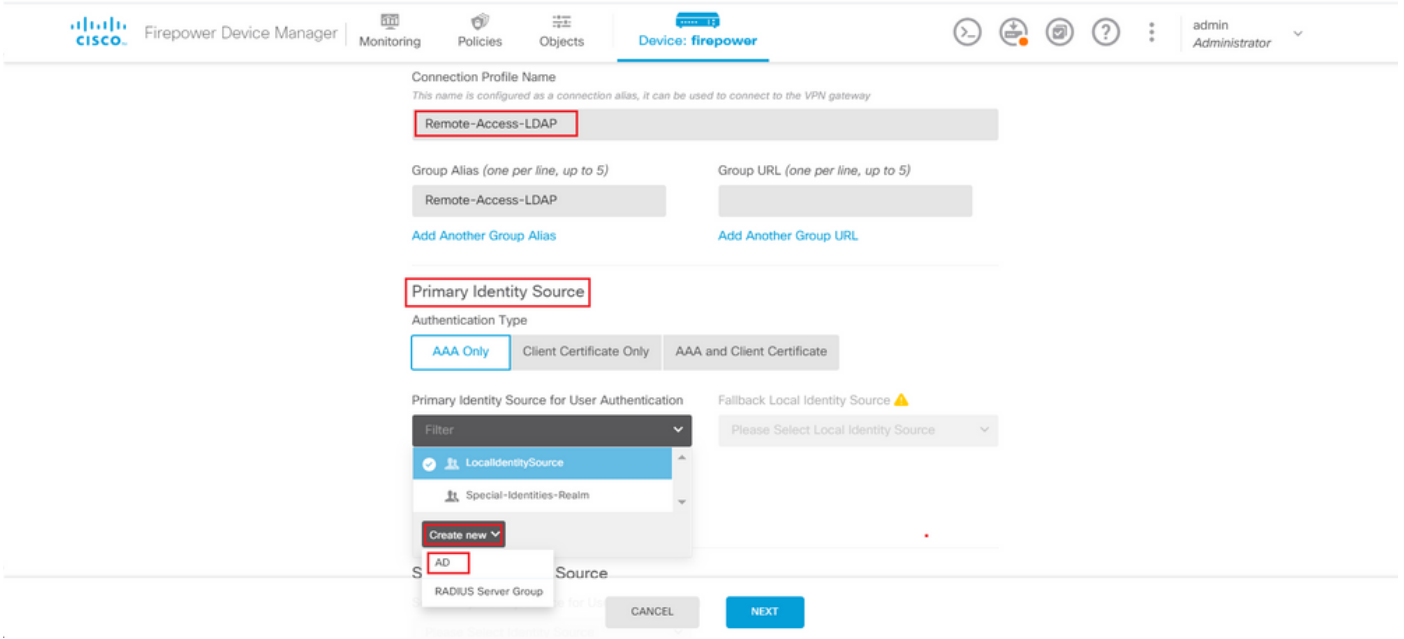 CISCO
Firepower Device Manager
Monitoring
Policies
Objects
Device: firepower
admin
Administrator
Connection Profile Name
This name is configured as a connection alias, it can be used to connect to the VPN gateway
Remote-Access-LDAP
Group Alias (one per line, up to 5)
Group URL (one per line, up to 5)
Remote-Access-LDAP
Add Another Group Alias
Add Another Group URL
Primary Identity Source
Authentication Type
AAA Only
Client Certificate Only
AAA and Client Certificate
Primary Identity Source for User Authentication
Fallback Local Identity Source
Filter
Please Select Local Identity Source
LocalIdentitySource
Special-Identities-Realm
Create new
AD
Source
RADIUS Server Group
CANCEL
NEXT